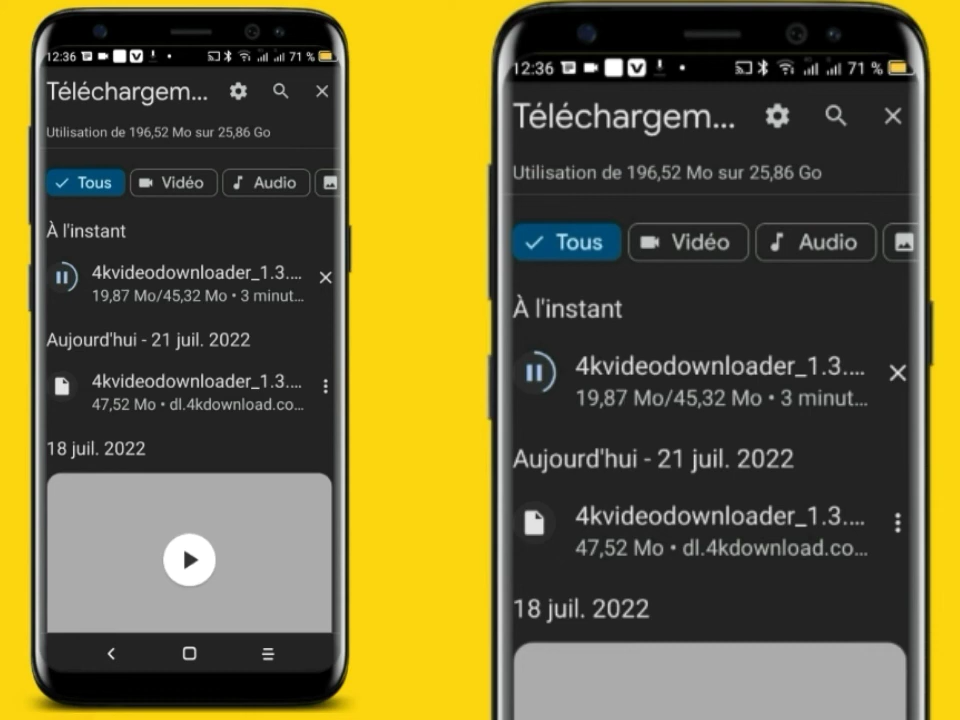 12:36 71 %
Téléchargem...
Utilisation de 196,52 Mo sur 25,86 Go
Tous Vidéo Audio
À l'instant
4kvideodownloader_1.3....
19,87 Mo/45,32 Mo • 3 minut...
Aujourd'hui - 21 juil. 2022
4kvideodownloader_1.3....
47,52 Mo • dl.4kdownload.co...
18 juil. 2022
12:36 71 %
Téléchargem...
Utilisation de 196,52 Mo sur 25,86 Go
Tous Vidéo Audio
À l'instant
4kvideodownloader_1.3....
19,87 Mo/45,32 Mo • 3 minut...
Aujourd'hui - 21 juil. 2022
4kvideodownloader_1.3....
47,52 Mo • dl.4kdownload.co...
18 juil. 2022